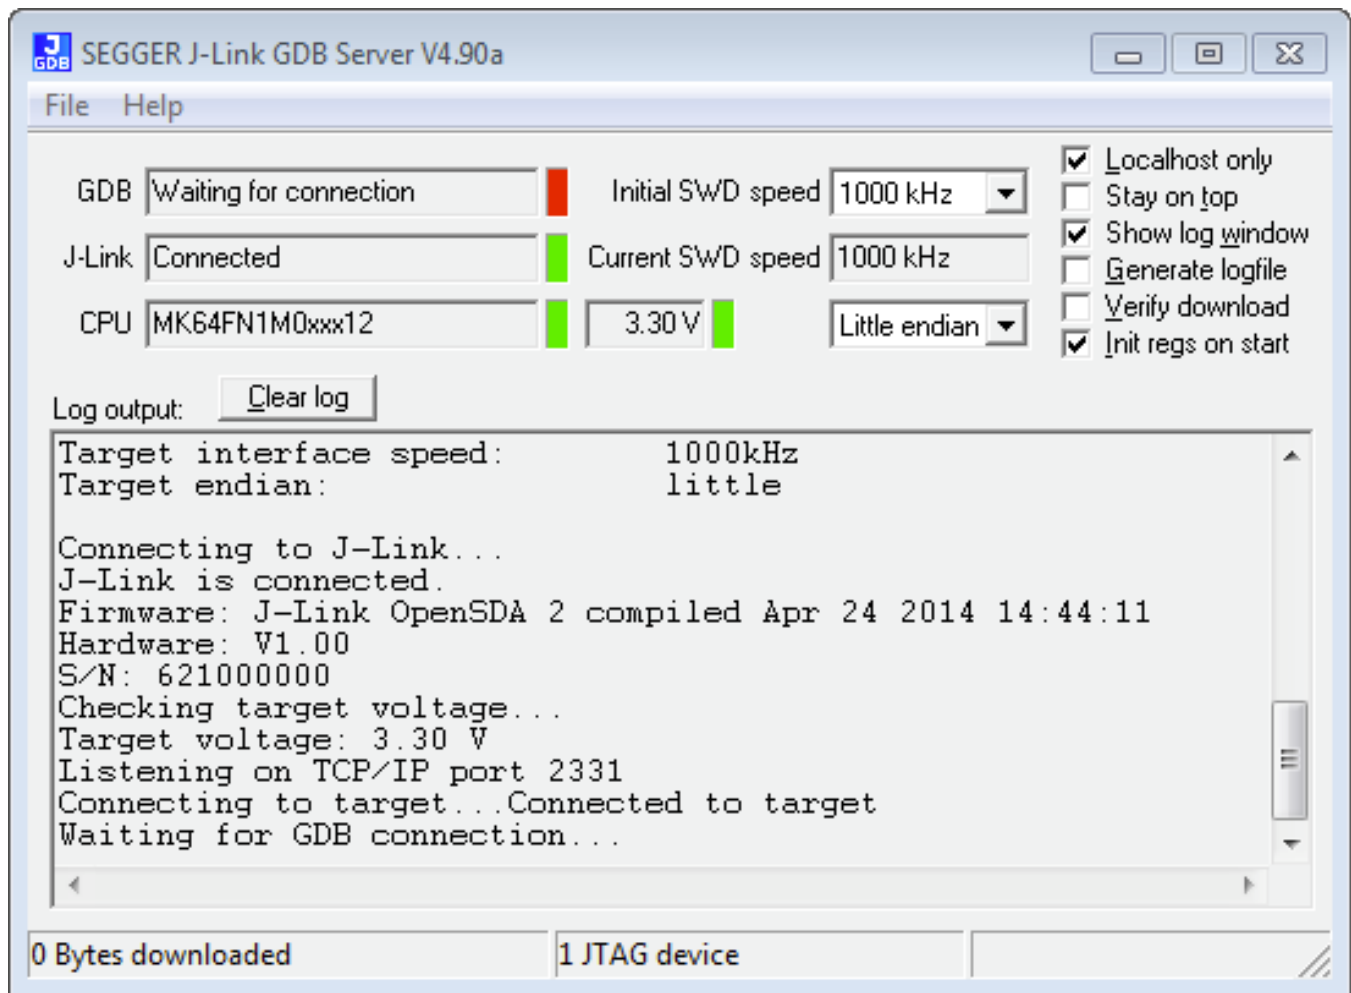 J GDB SEGGER J-Link GDB Server V4.90a
File Help
GDB Waiting for connection Initial SWD speed 1000 kHz
J-Link Connected Current SWD speed 1000 kHz
CPU MK64FN1M0xxx12 3.30 V Little endian
Localhost only
Stay on top
Show log window
Generate logfile
Verify download
Init regs on start
Log output: Clear log
Target interface speed: 1000kHz
Target endian: little
Connecting to J-Link...
J-Link is connected.
Firmware: J-Link OpenSDA 2 compiled Apr 24 2014 14:44:11
Hardware: V1.00
S/N: 621000000
Checking target voltage...
Target voltage: 3.30 V
Listening on TCP/IP port 2331
Connecting to target...Connected to target
Waiting for GDB connection...
0 Bytes downloaded 1 JTAG device